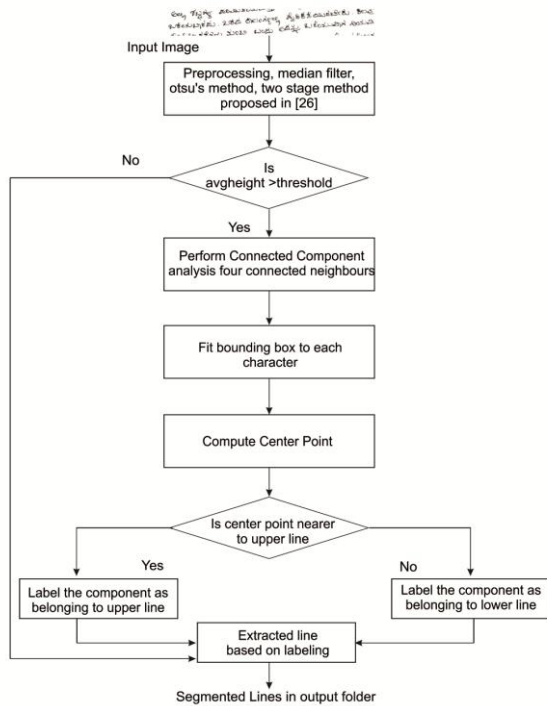 Input Image
Preprocessing, median filter,
otsu's method, two stage method
proposed in [26]
No
Is
avgheight >threshold
Yes
Perform Connected Component
analysis four connected neighbours
Fit bounding box to each
character
Compute Center Point
Is center point nearer
to upper line
Yes
No
Label the component as
belonging to upper line
Label the component as
belonging to lower line
Extracted line
based on labeling
Segmented Lines in output folder